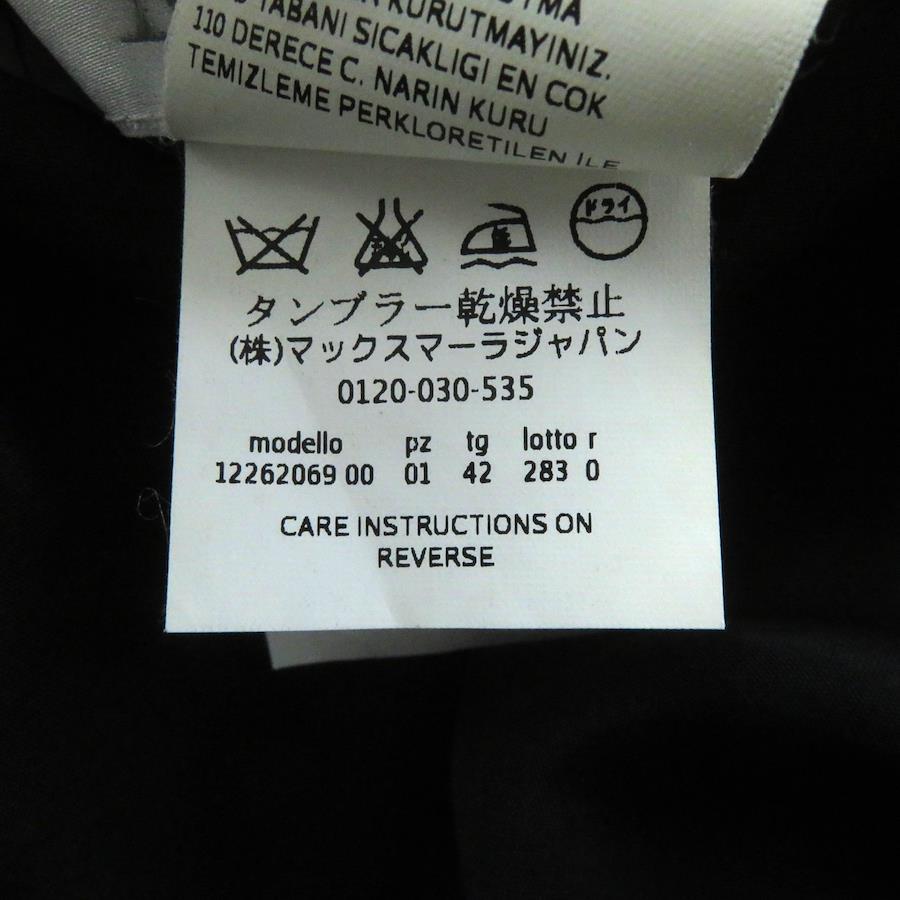 KURUTMAYINIZ.
TABANI SICAKLIGI EN COK
110 DERECE C. NARIN KURU
TEMIZLEME PERKLORETILEN ILE
ドライ
タンブラー乾燥禁止
(株)マックスマーラジャパン
0120-030-535
modello pz tg lotto r
12262069 00 01 42 283 0
CARE INSTRUCTIONS ON
REVERSE